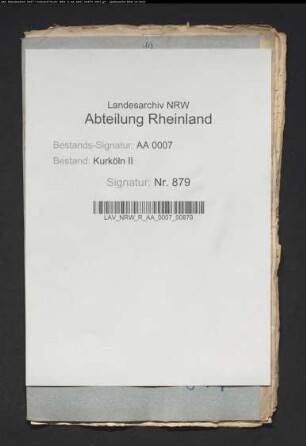 Landesarchiv NRW
Abteilung Rheinland
Bestands-Signatur: AA 0007
Bestand: Kurköln II
Signatur: Nr. 879
LAV_NRW_R_AA_0007_00879